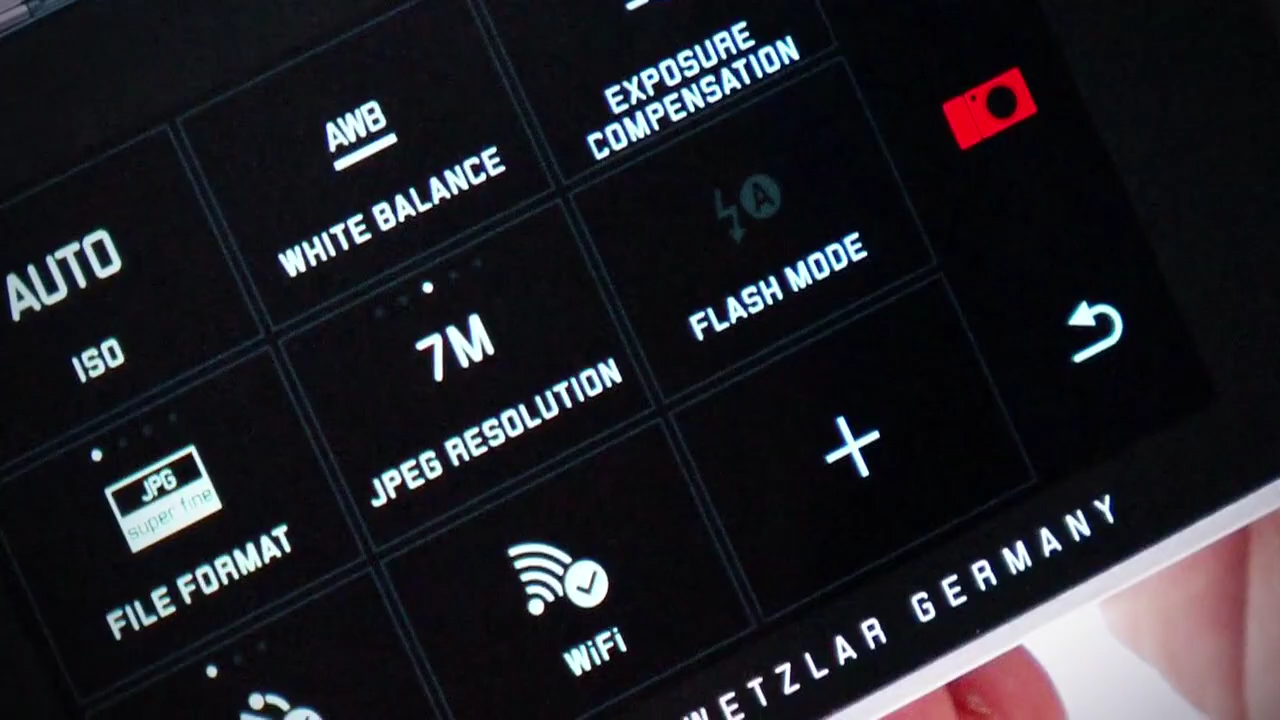 AUTO
ISO
AWB
WHITE BALANCE
EXPOSURE
COMPENSATION
JPG
super fine
FILE FORMAT
7M
JPEG RESOLUTION
A
FLASH MODE
WiFi
WETZLAR GERMANY